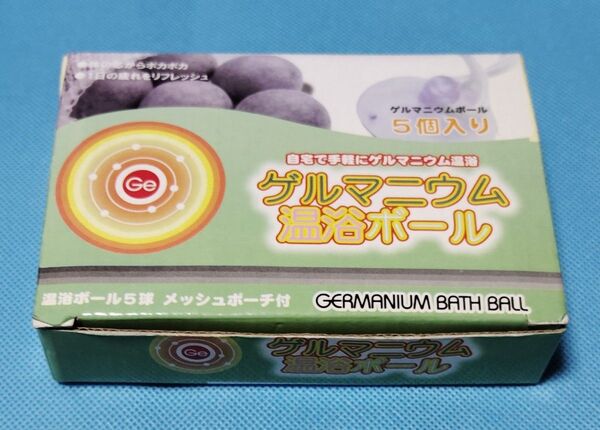 ●体の芯からポカポカ
●1日の疲れをリフレッシュ
ゲルマニウムボール
5個入り
自宅で手軽にゲルマニウム温浴
Ge
ゲルマニウム
温浴ボール
温浴ボール5球 メッシュポーチ付
GERMANIUM BATH BALL
Ge
ゲルマニウム
温浴ボール